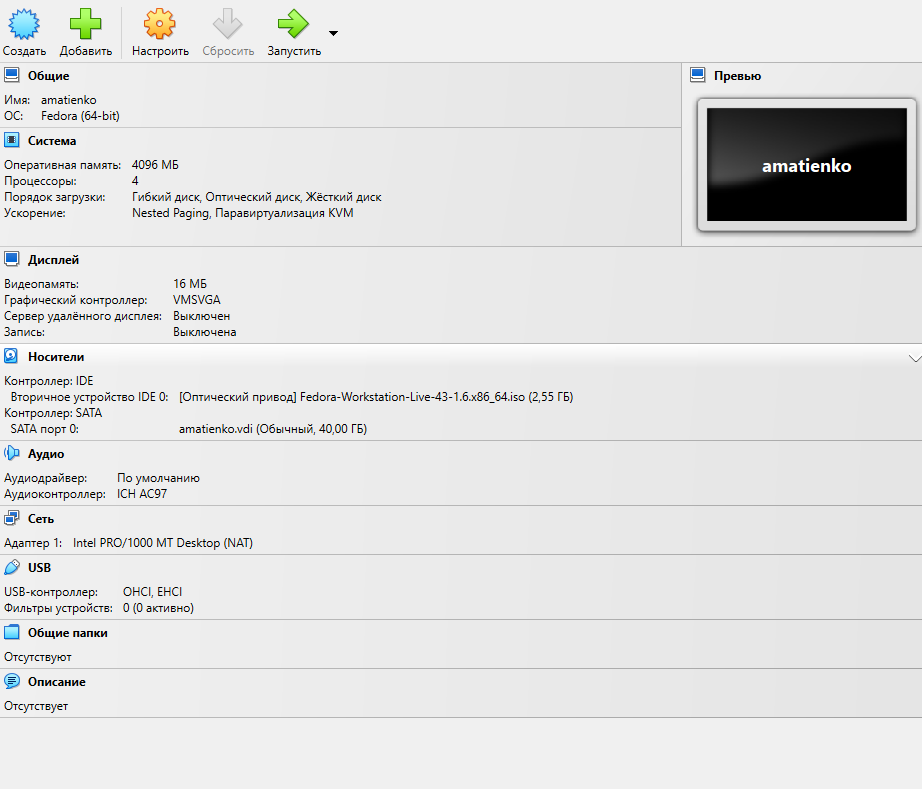 Создать Добавить Настроить Сбросить Запустить
Общие
Имя: amatienko
ОС: Fedora (64-bit)
Превью
amatienko
Система
Оперативная память: 4096 МБ
Процессоры: 4
Порядок загрузки: Гибкий диск, Оптический диск, Жёсткий диск
Ускорение: Nested Paging, Паравиртуализация KVM
Дисплей
Видеопамять: 16 МБ
Графический контроллер: VMSVGA
Сервер удалённого дисплея: Выключен
Запись: Выключена
Носители
Контроллер: IDE
Вторичное устройство IDE 0: [Оптический привод] Fedora-Workstation-Live-43-1.6.x86_64.iso (2,55 ГБ)
Контроллер: SATA
SATA порт 0: amatienko.vdi (Обычный, 40,00 ГБ)
Аудио
Аудиодрайвер: По умолчанию
Аудиоконтроллер: ICH AC97
Сеть
Адаптер 1: Intel PRO/1000 MT Desktop (NAT)
USB
USB-контроллер: OHCI, EHCI
Фильтры устройств: 0 (0 активно)
Общие папки
Отсутствуют
Описание
Отсутствует